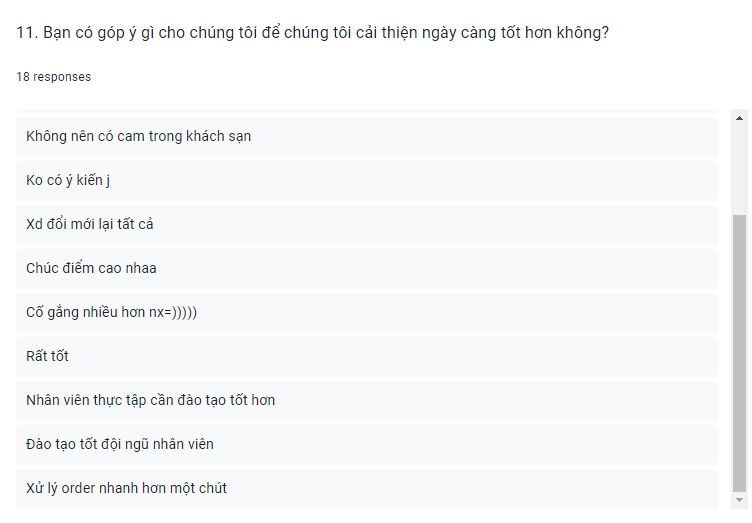 11. Bạn có góp ý gì cho chúng tôi để chúng tôi cải thiện ngày càng tốt hơn không?
18 responses
Không nên có cam trong khách sạn
Ko có ý kiến j
Xd đổi mới lại tất cả
Chúc điểm cao nhaa
Cố gắng nhiều hơn nx=)))))
Rất tốt
Nhân viên thực tập cần đào tạo tốt hơn
Đào tạo tốt đội ngũ nhân viên
Xử lý order nhanh hơn một chút